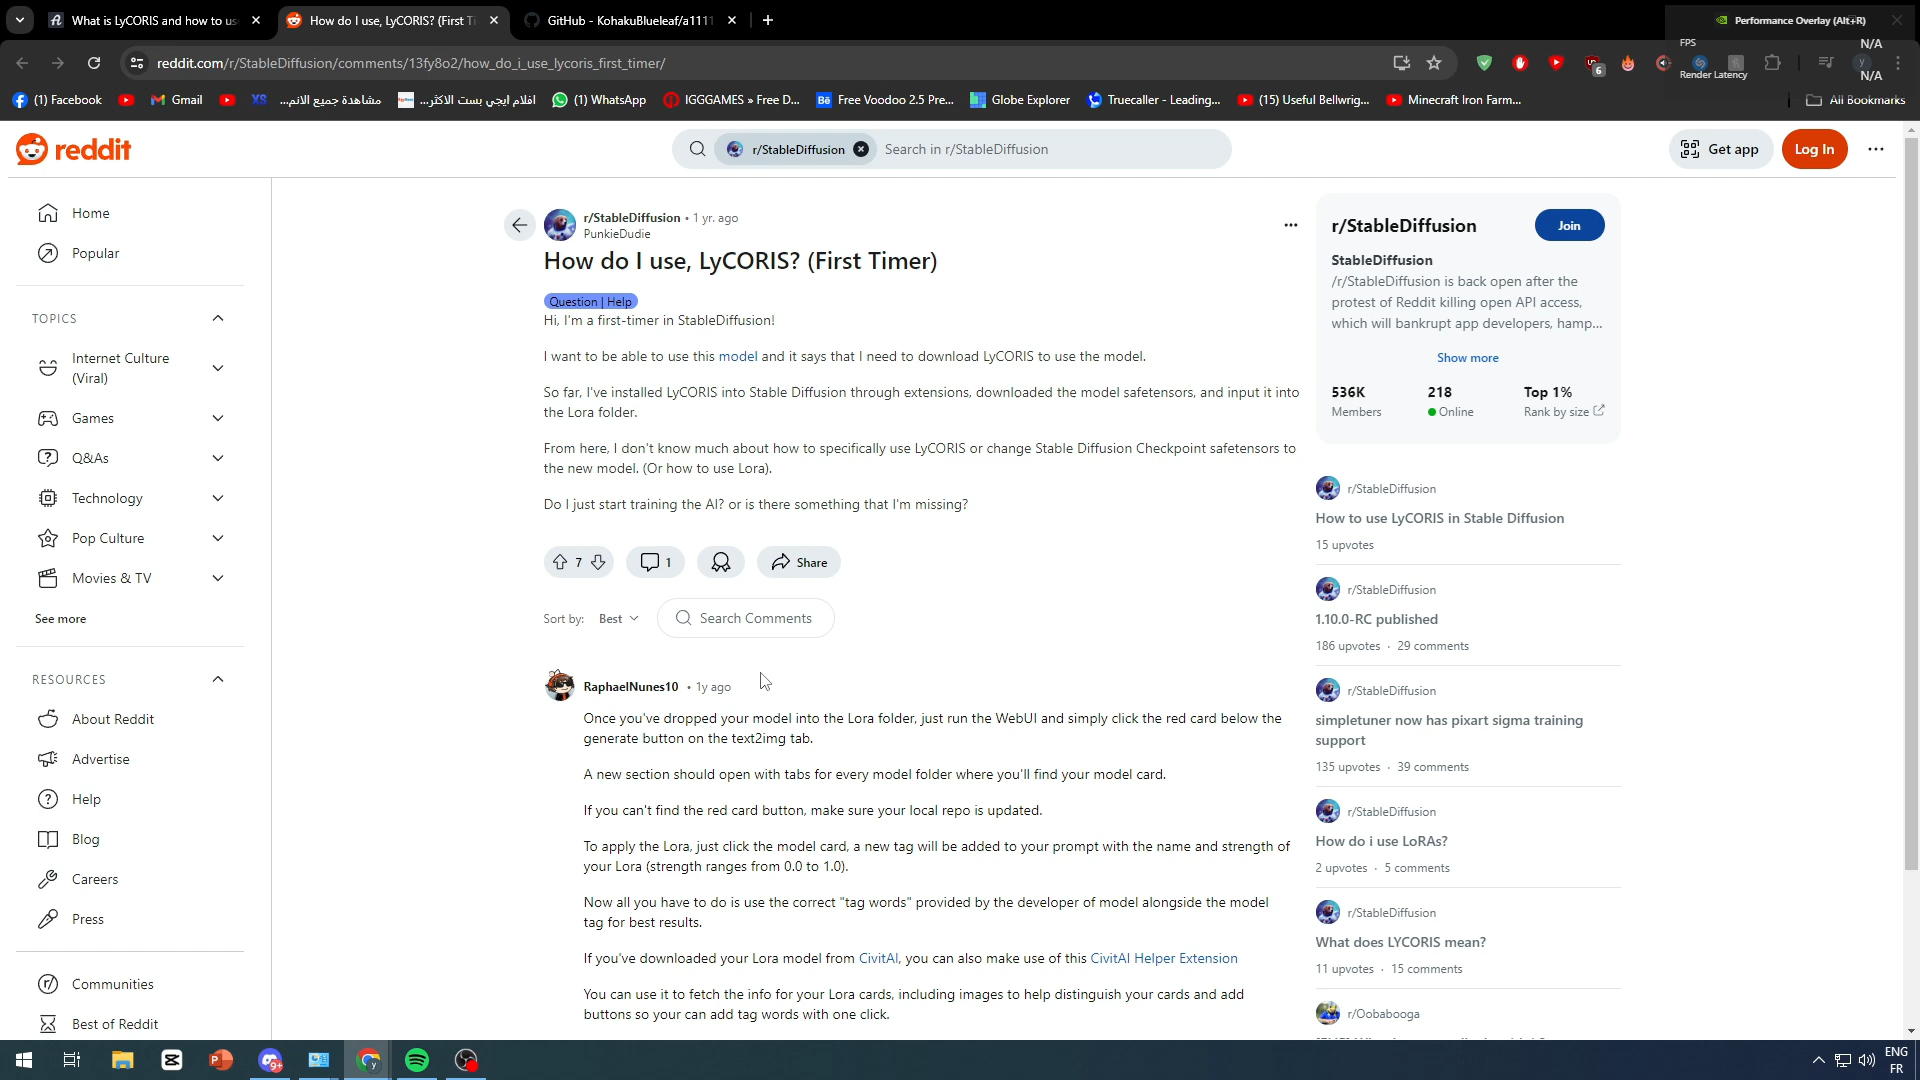 What is LyCORIS and how to us
How do I use, LyCORIS? (First Ti
GitHub - KohakuBlueleaf/a1111
Performance Overlay (Alt+R)
FPS
N/A
Render Latency
N/A
reddit.com/r/StableDiffusion/comments/13fy8o2/how_do_i_use_lycoris_first_timer/
6
(1) Facebook
Gmail
XS
مشاهدة جميع الانم...
افلام ايجي بست الاكثر...
(1) WhatsApp
IGGGAMES » Free D...
Free Voodoo 2.5 Pre...
Globe Explorer
Truecaller - Leading...
(15) Useful Bellwrig...
Minecraft Iron Farm...
All Bookmarks
reddit
r/StableDiffusion
Search in r/StableDiffusion
Get app
Log In
Home
Popular
TOPICS
Internet Culture
(Viral)
Games
Q&As
Technology
Pop Culture
Movies & TV
See more
RESOURCES
About Reddit
Advertise
Help
Blog
Careers
Press
Communities
Best of Reddit
r/StableDiffusion • 1 yr. ago
PunkieDudie
How do I use, LyCORIS? (First Timer)
Question | Help
Hi, I'm a first-timer in StableDiffusion!
I want to be able to use this model and it says that I need to download LyCORIS to use the model.
So far, I've installed LyCORIS into Stable Diffusion through extensions, downloaded the model safetensors, and input it into
the Lora folder.
From here, I don't know much about how to specifically use LyCORIS or change Stable Diffusion Checkpoint safetensors to
the new model. (Or how to use Lora).
Do I just start training the AI? or is there something that I'm missing?
7
1
Share
Sort by: Best
Search Comments
RaphaelNunes10 • 1y ago
Once you've dropped your model into the Lora folder, just run the WebUI and simply click the red card below the
generate button on the text2img tab.
A new section should open with tabs for every model folder where you'll find your model card.
If you can't find the red card button, make sure your local repo is updated.
To apply the Lora, just click the model card, a new tag will be added to your prompt with the name and strength of
your Lora (strength ranges from 0.0 to 1.0).
Now all you have to do is use the correct "tag words" provided by the developer of model alongside the model
tag for best results.
If you've downloaded your Lora model from CivitAI, you can also make use of this CivitAI Helper Extension
You can use it to fetch the info for your Lora cards, including images to help distinguish your cards and add
buttons so your can add tag words with one click.
r/StableDiffusion
Join
StableDiffusion
/r/StableDiffusion is back open after the
protest of Reddit killing open API access,
which will bankrupt app developers, hamp...
Show more
536K
218
Top 1%
Members
Online
Rank by size
r/StableDiffusion
How to use LyCORIS in Stable Diffusion
15 upvotes
r/StableDiffusion
1.10.0-RC published
186 upvotes · 29 comments
r/StableDiffusion
simpletuner now has pixart sigma training
support
135 upvotes · 39 comments
r/StableDiffusion
How do i use LoRAs?
2 upvotes · 5 comments
r/StableDiffusion
What does LYCORIS mean?
11 upvotes · 15 comments
r/Oobabooga
9+
ENG
FR